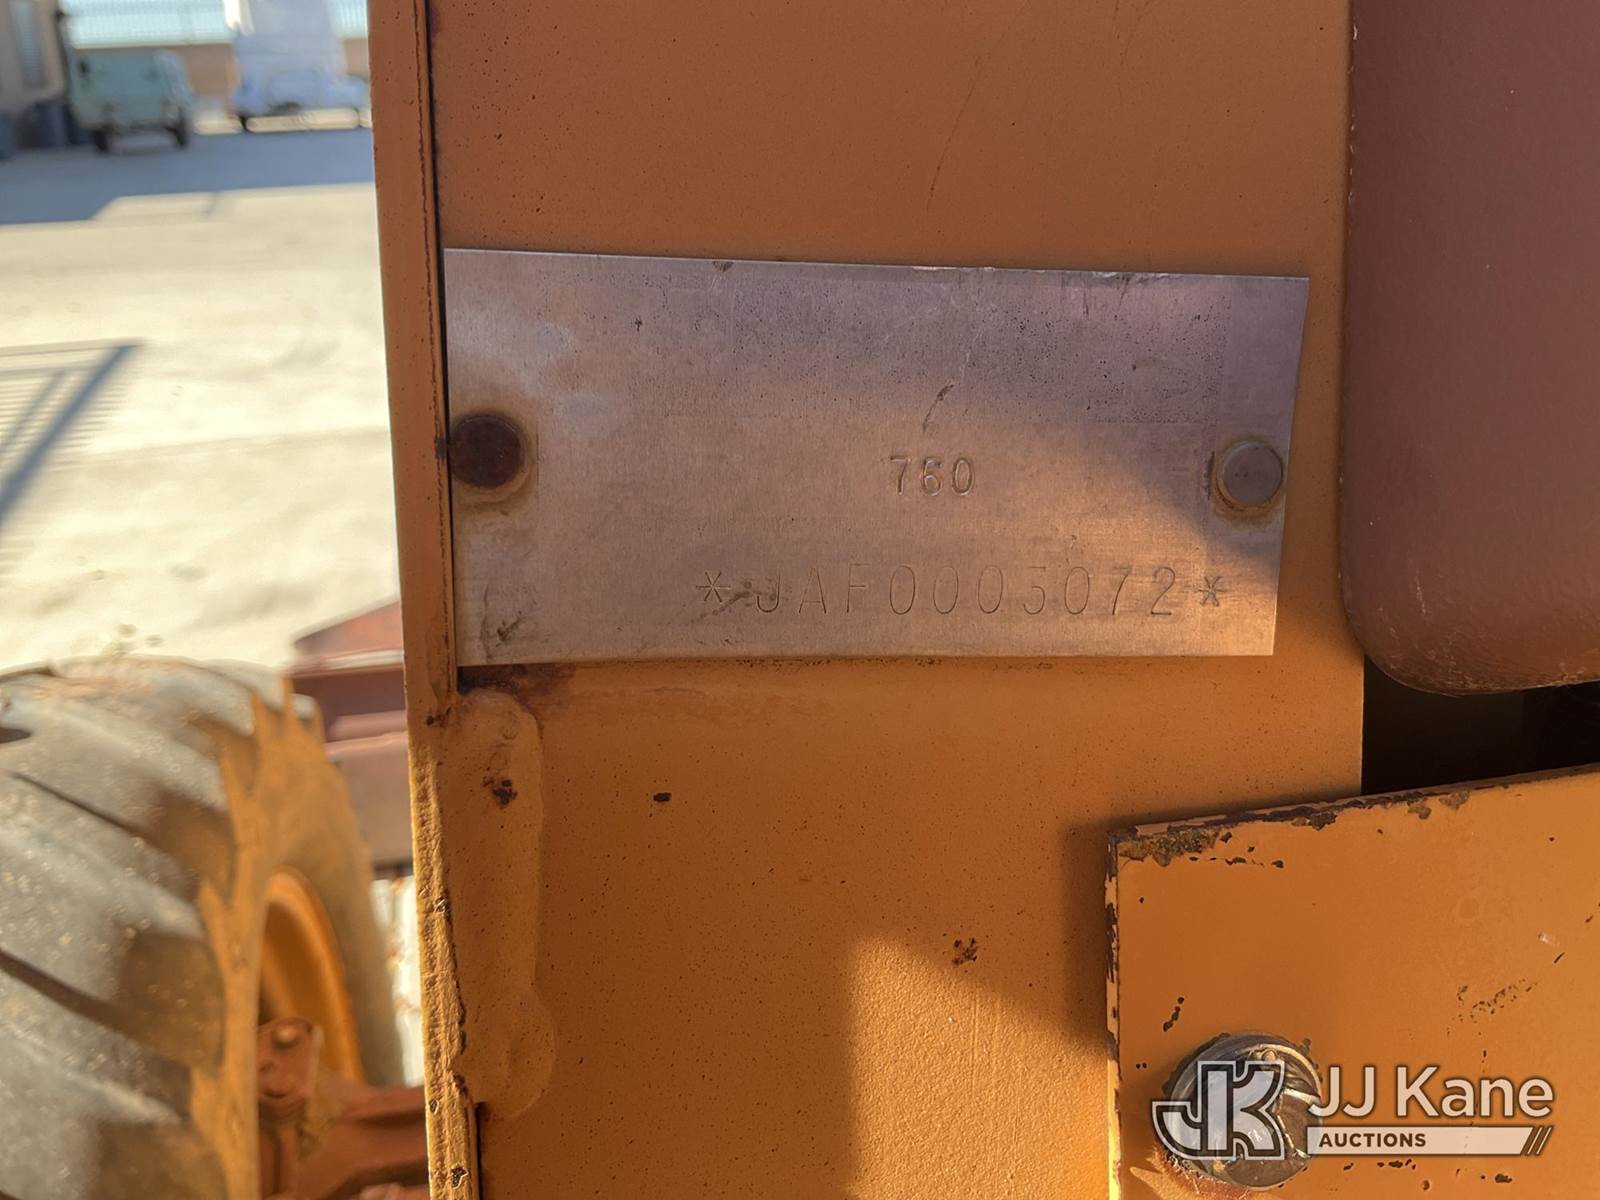 760
*JAF0003072*
JJ Kane
AUCTIONS